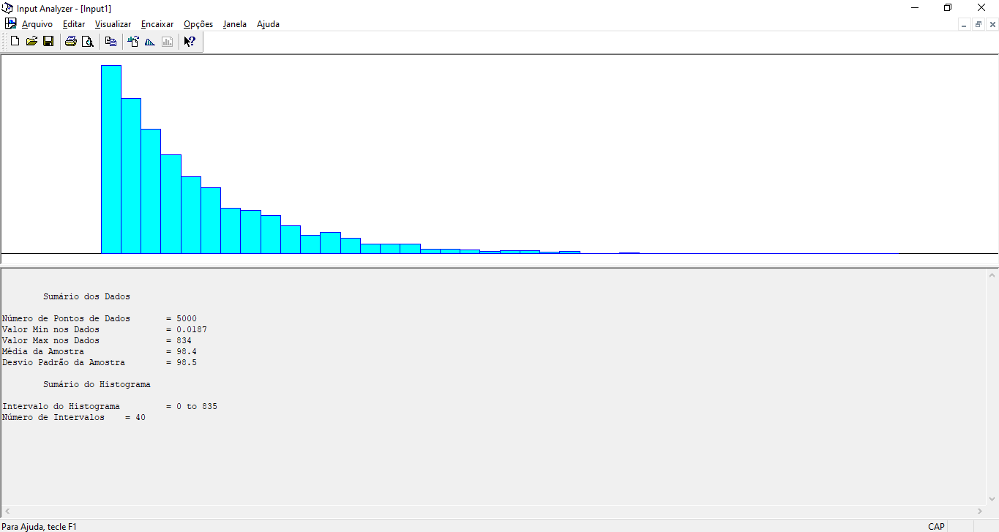 Input Analyzer - [Input1]
Arquivo Editar Visualizar Encaixar Opções Janela Ajuda
Sumário dos Dados
Número de Pontos de Dados = 5000
Valor Min nos Dados = 0.0187
Valor Max nos Dados = 834
Média da Amostra = 98.4
Desvio Padrão da Amostra = 98.5
Sumário do Histograma
Intervalo do Histograma = 0 to 835
Número de Intervalos = 40
Para Ajuda, tecle F1 CAP